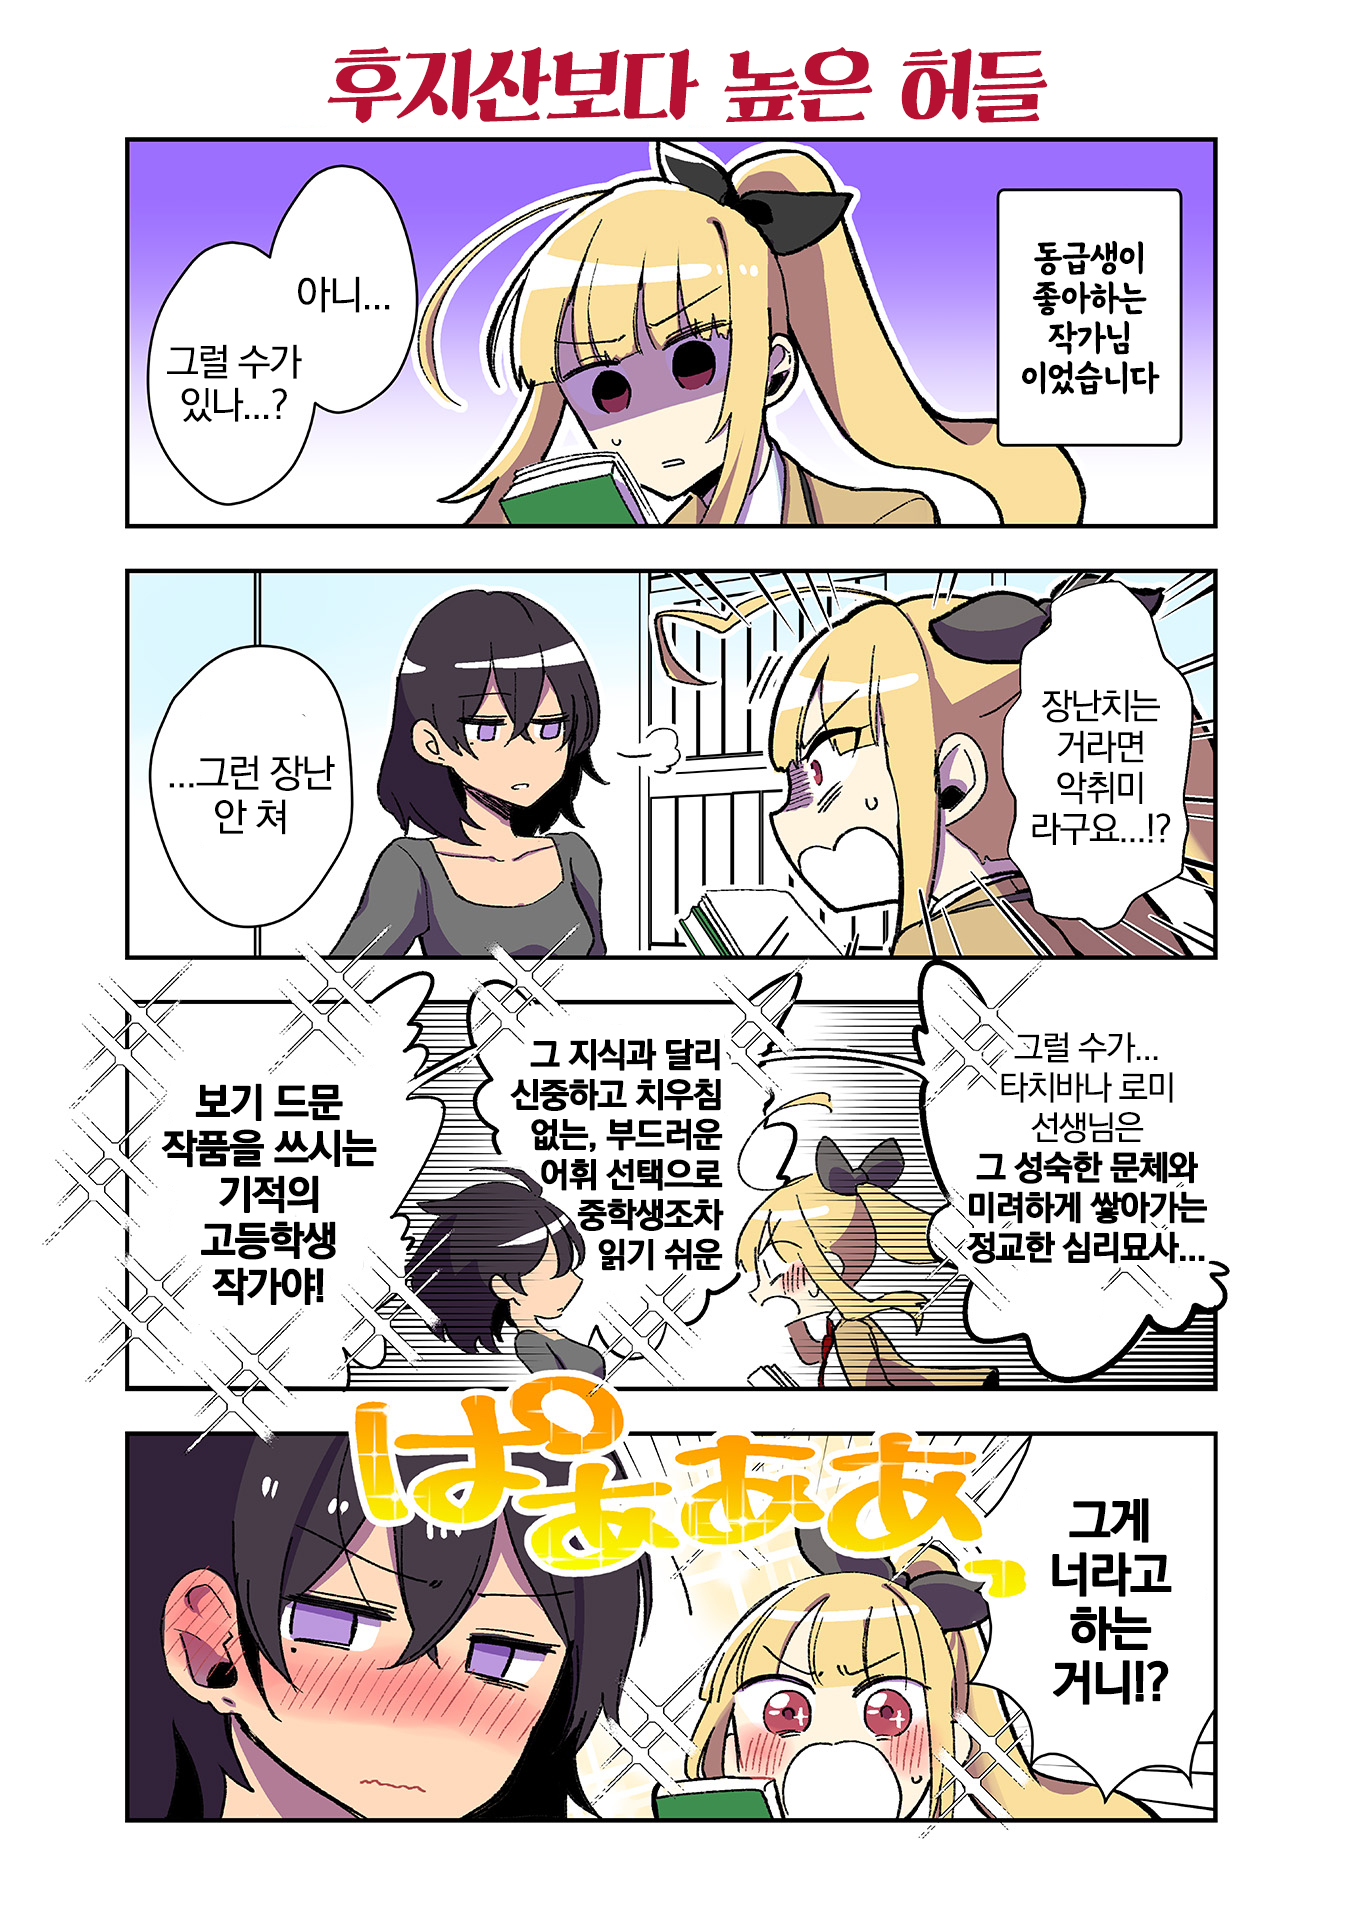 후지산보다 높은 허들
동급생이
좋아하는
작가님
이었습니다
아니...
그럴 수가
있나...?
장난치는
거라면
악취미
라구요...!?
...그런 장난
안 쳐
그럴 수가...
타치바나 로미
선생님은
그 성숙한 문체와
미려하게 쌓아가는
정교한 심리묘사...
그 지식과 달리
신중하고 치우침
없는, 부드러운
어휘 선택으로
중학생조차
읽기 쉬운
보기 드문
작품을 쓰시는
기적의
고등학생
작가야!
ぱあああっ
그게
너라고
하는
거니!?